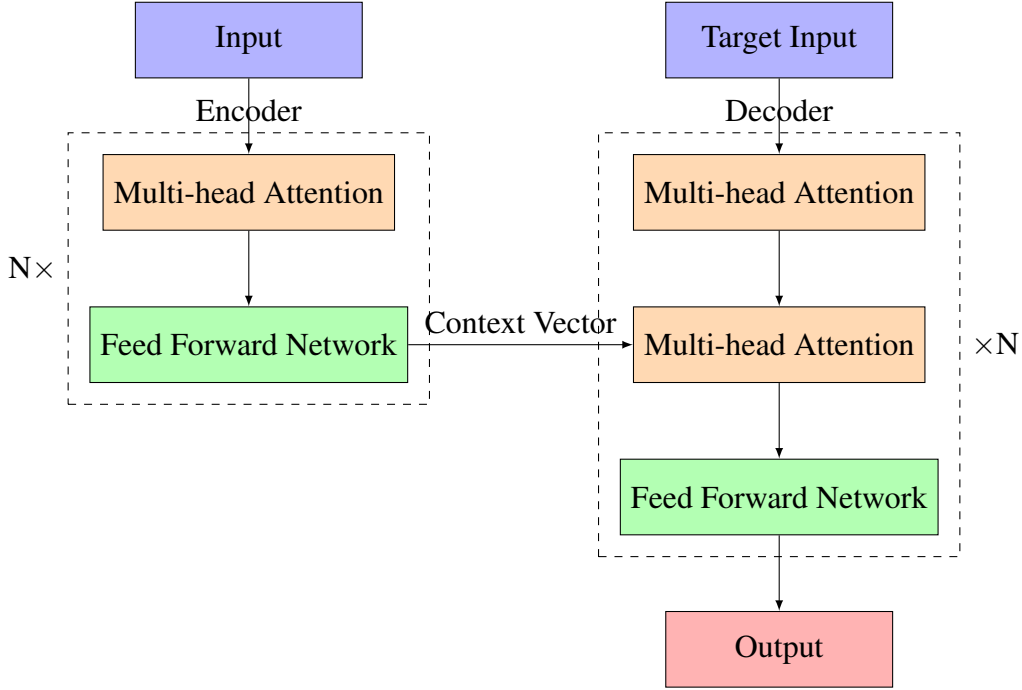 Input
Target Input
Encoder
Decoder
Multi-head Attention
Multi-head Attention
N×
Feed Forward Network
Context Vector
Multi-head Attention
×N
Feed Forward Network
Output